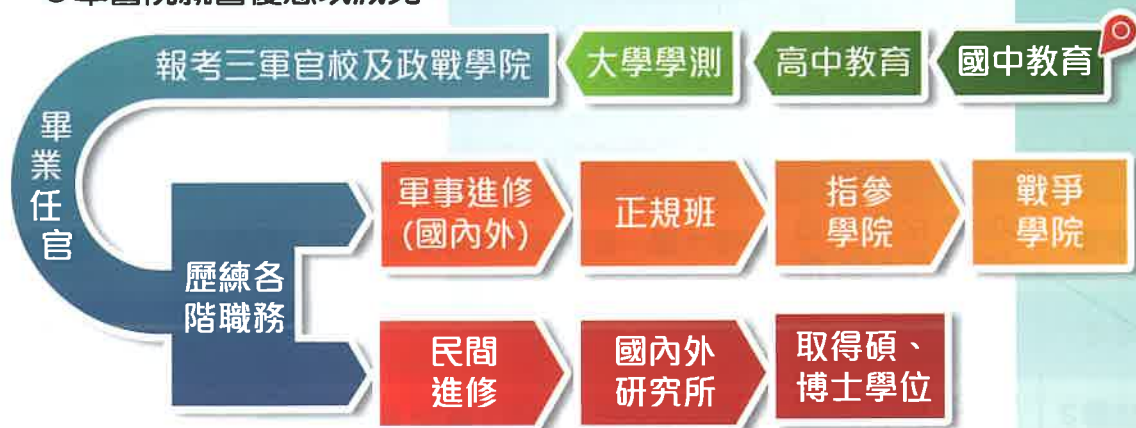 報考三軍官校及政戰學院
大學學測
高中教育
國中教育
畢業任官
歷練各
階職務
軍事進修
(國內外)
正規班
指參
學院
戰爭
學院
民間
進修
國內外
研究所
取得碩、
博士學位